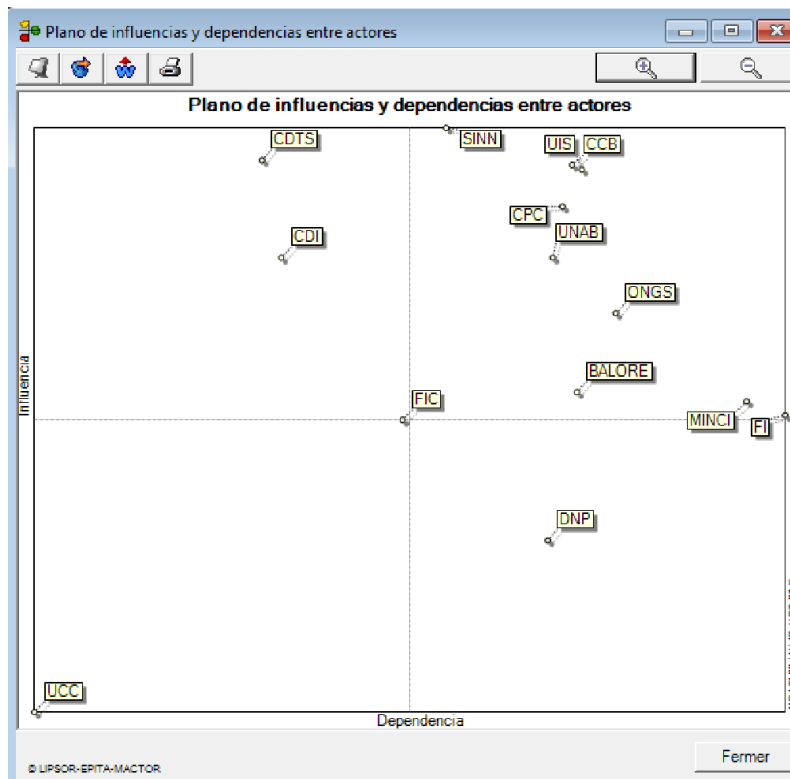 Plano de influencias y dependencias entre actores
Plano de influencias y dependencias entre actores
CDTS
SINN
UIS
CCB
CPC
UNAB
CDI
ONGS
BALORE
FIC
MINCI
FI
DNP
UCC
Influencia
Dependencia
Fermer
© LIPSOR-EPITA-MACTOR